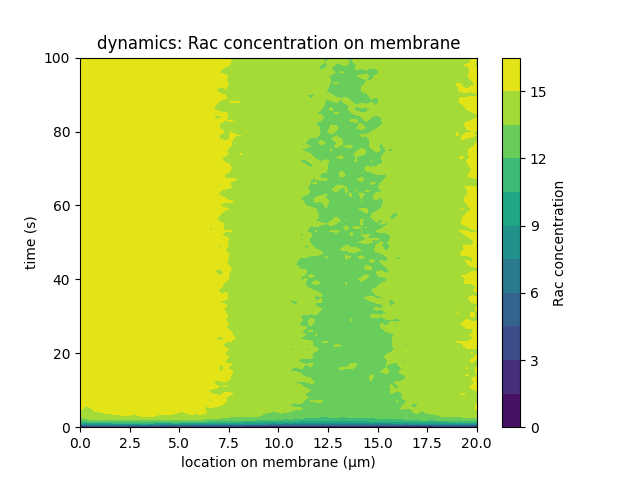 dynamics: Rac concentration on membrane
100
80
60
40
20
0
time (s)
0.0 2.5 5.0 7.5 10.0 12.5 15.0 17.5 20.0
location on membrane (μm)
15
12
9
6
3
0
Rac concentration